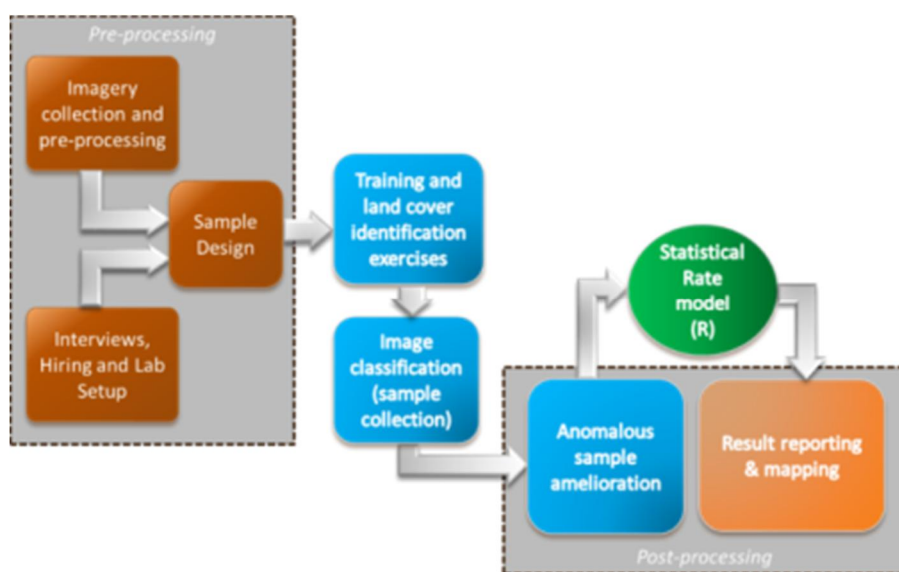 Pre-processing
Imagery
collection and
pre-processing
Sample
Design
Interviews,
Hiring and Lab
Setup
Training and
land cover
identification
exercises
Image
classification
(sample
collection)
Anomalous
sample
amelioration
Statistical
Rate
model
(R)
Result reporting
& mapping
Post-processing